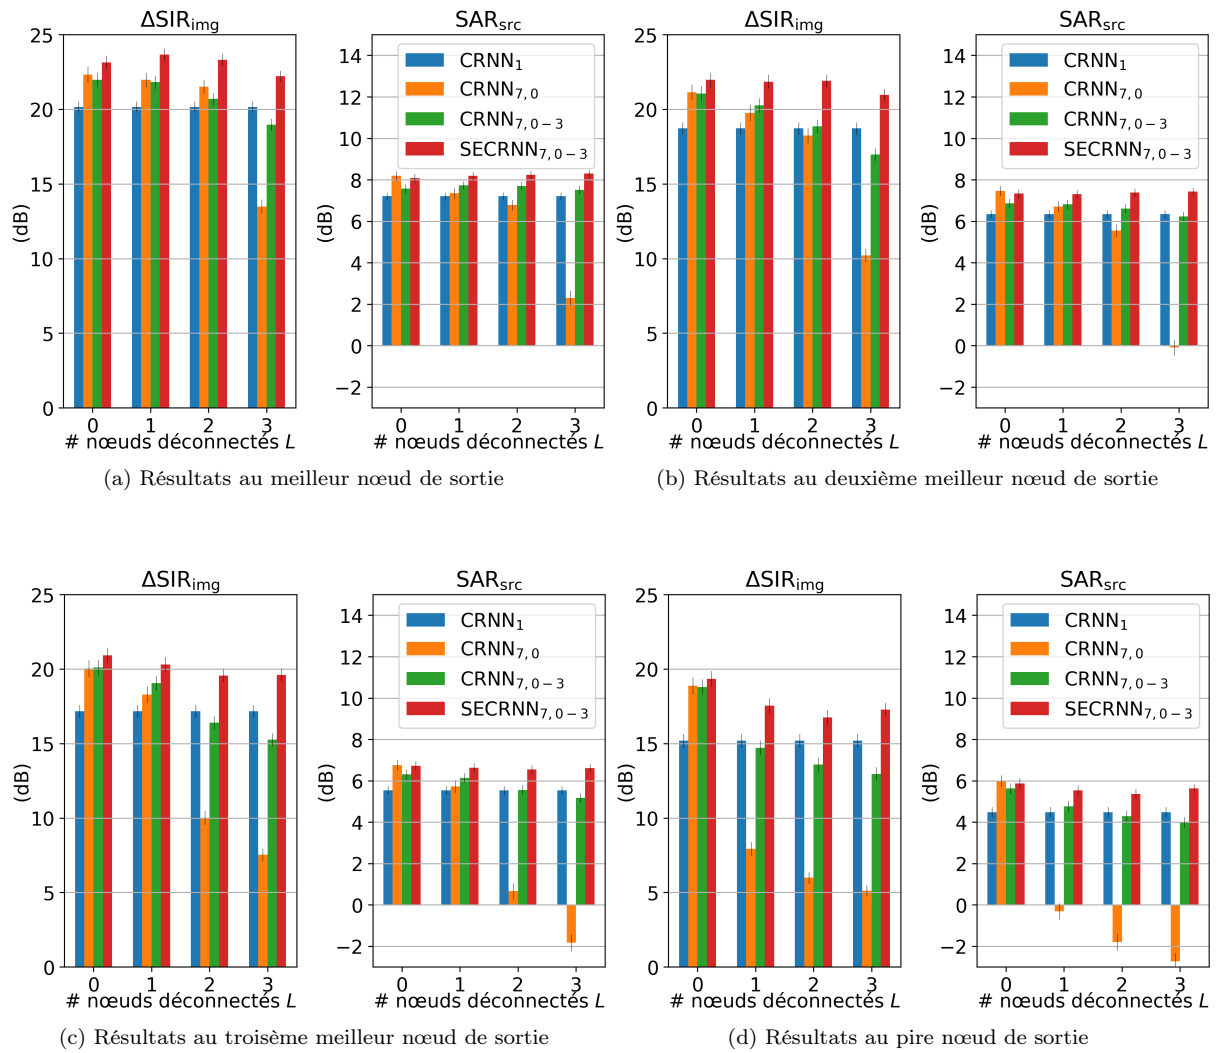 ΔSIR_img
25
20
15
10
5
0
(dB)
0 1 2 3
# nœuds déconnectés L
SAR_src
14
12
10
8
6
4
2
0
−2
(dB)
CRNN_1
CRNN_7,0
CRNN_7,0−3
SECRNN_7,0−3
0 1 2 3
# nœuds déconnectés L
(a) Résultats au meilleur nœud de sortie
ΔSIR_img
25
20
15
10
5
0
(dB)
0 1 2 3
# nœuds déconnectés L
SAR_src
14
12
10
8
6
4
2
0
−2
(dB)
CRNN_1
CRNN_7,0
CRNN_7,0−3
SECRNN_7,0−3
0 1 2 3
# nœuds déconnectés L
(b) Résultats au deuxième meilleur nœud de sortie
ΔSIR_img
25
20
15
10
5
0
(dB)
0 1 2 3
# nœuds déconnectés L
SAR_src
14
12
10
8
6
4
2
0
−2
(dB)
CRNN_1
CRNN_7,0
CRNN_7,0−3
SECRNN_7,0−3
0 1 2 3
# nœuds déconnectés L
(c) Résultats au troisème meilleur nœud de sortie
ΔSIR_img
25
20
15
10
5
0
(dB)
0 1 2 3
# nœuds déconnectés L
SAR_src
14
12
10
8
6
4
2
0
−2
(dB)
CRNN_1
CRNN_7,0
CRNN_7,0−3
SECRNN_7,0−3
0 1 2 3
# nœuds déconnectés L
(d) Résultats au pire nœud de sortie